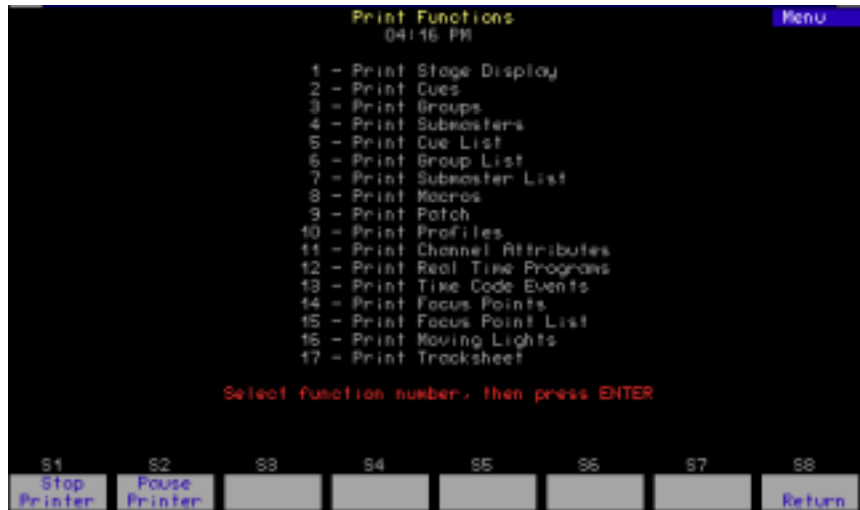 Print Functions Menu
04:16 PM
1 - Print Stage Display
2 - Print Cues
3 - Print Groups
4 - Print Submasters
5 - Print Cue List
6 - Print Group List
7 - Print Submaster List
8 - Print Macros
9 - Print Patch
10 - Print Profiles
11 - Print Channel Attributes
12 - Print Real Time Programs
13 - Print Time Code Events
14 - Print Focus Points
15 - Print Focus Point List
16 - Print Moving Lights
17 - Print Tracksheet
Select function number, then press ENTER
S1 S2 S3 S4 S5 S6 S7 S8
Stop Pause
Printer Printer Return